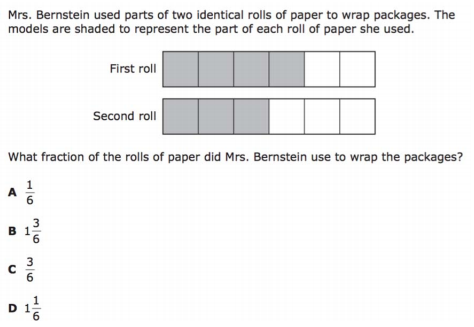 Mrs. Bernstein used parts of two identical rolls of paper to wrap packages. The
models are shaded to represent the part of each roll of paper she used.
First roll
Second roll
What fraction of the rolls of paper did Mrs. Bernstein use to wrap the packages?
A 1/6
B 1 3/6
C 3/6
D 1 1/6